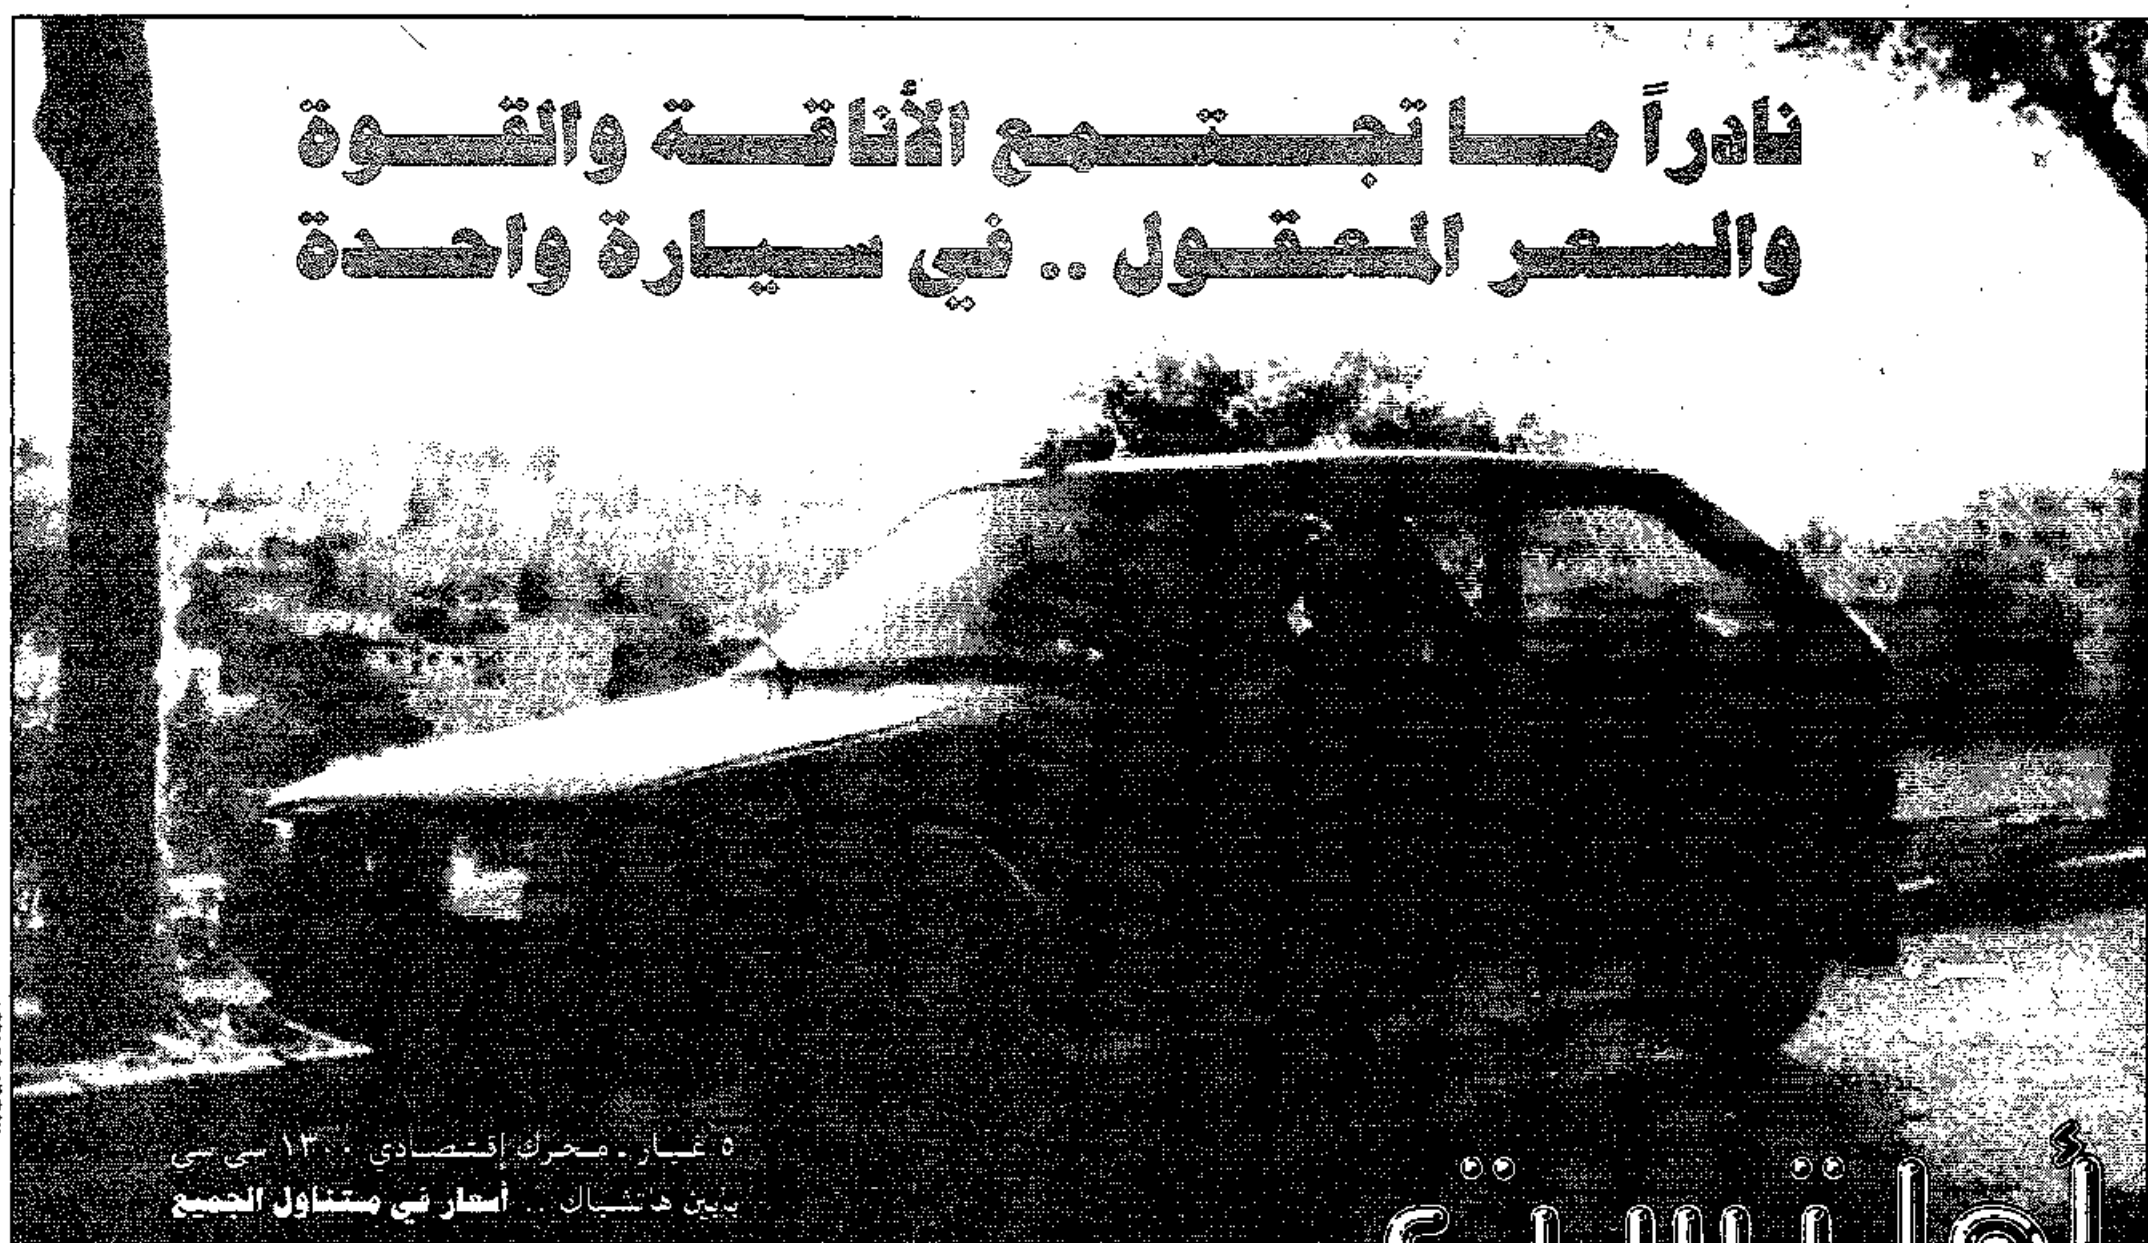 نادراً ما تجتمع الأناقة والقوة
والسعر المعقول .. في سيارة واحدة
٥ غيار . محرك إقتصادي ١٣٠٠ سي سي
هاتشباك .. أسعار في متناول الجميع